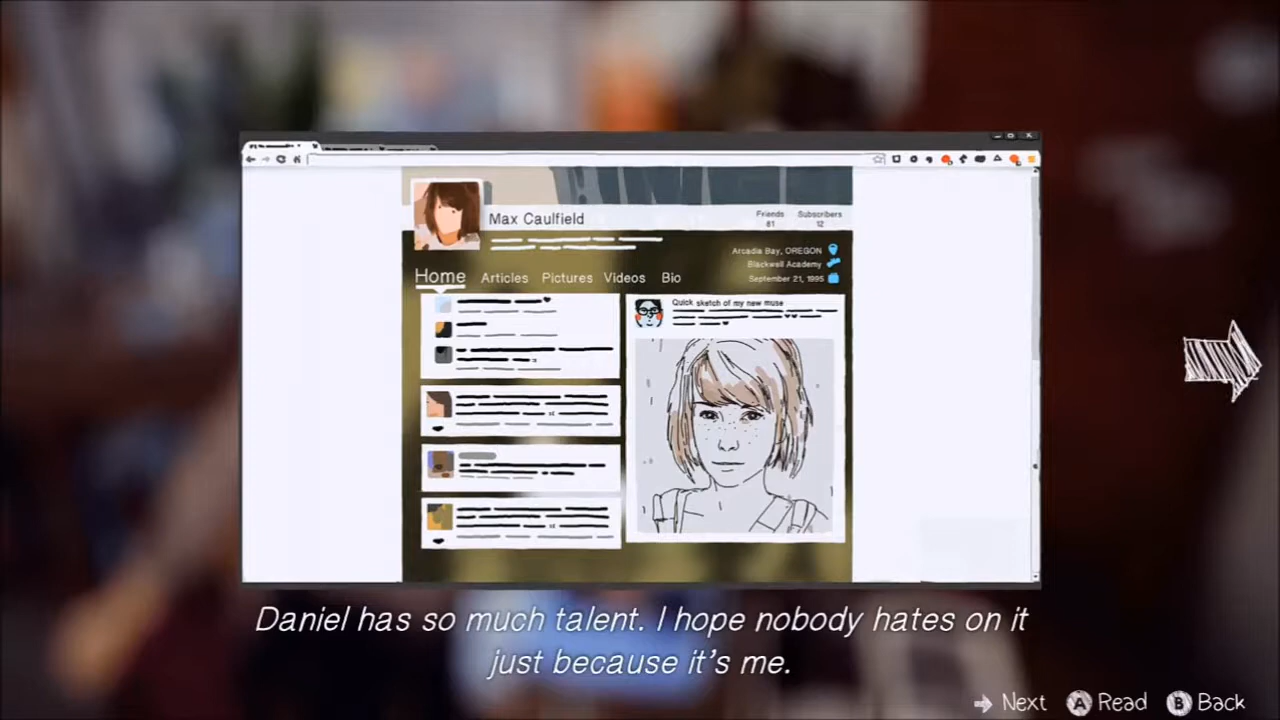 Max Caulfield
Friends
81
Subscribers
12
Arcadia Bay, OREGON
Blackwell Academy
September 21, 1995
Home Articles Pictures Videos Bio
Quick sketch of my new muse
Daniel has so much talent. I hope nobody hates on it
just because it's me.
Next A Read B Back